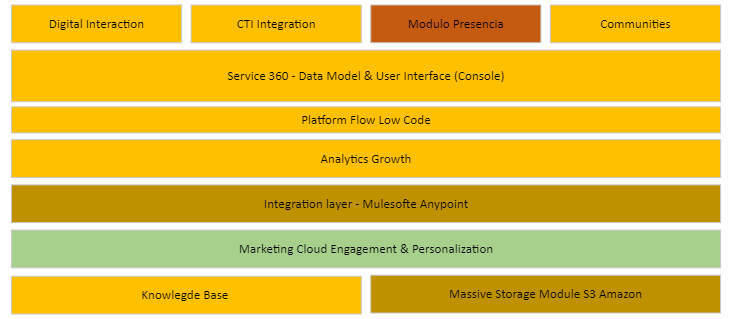 Digital Interaction
CTI Integration
Modulo Presencia
Communities
Service 360 - Data Model & User Interface (Console)
Platform Flow Low Code
Analytics Growth
Integration layer - Mulesofte Anypoint
Marketing Cloud Engagement & Personalization
Knowlegde Base
Massive Storage Module S3 Amazon